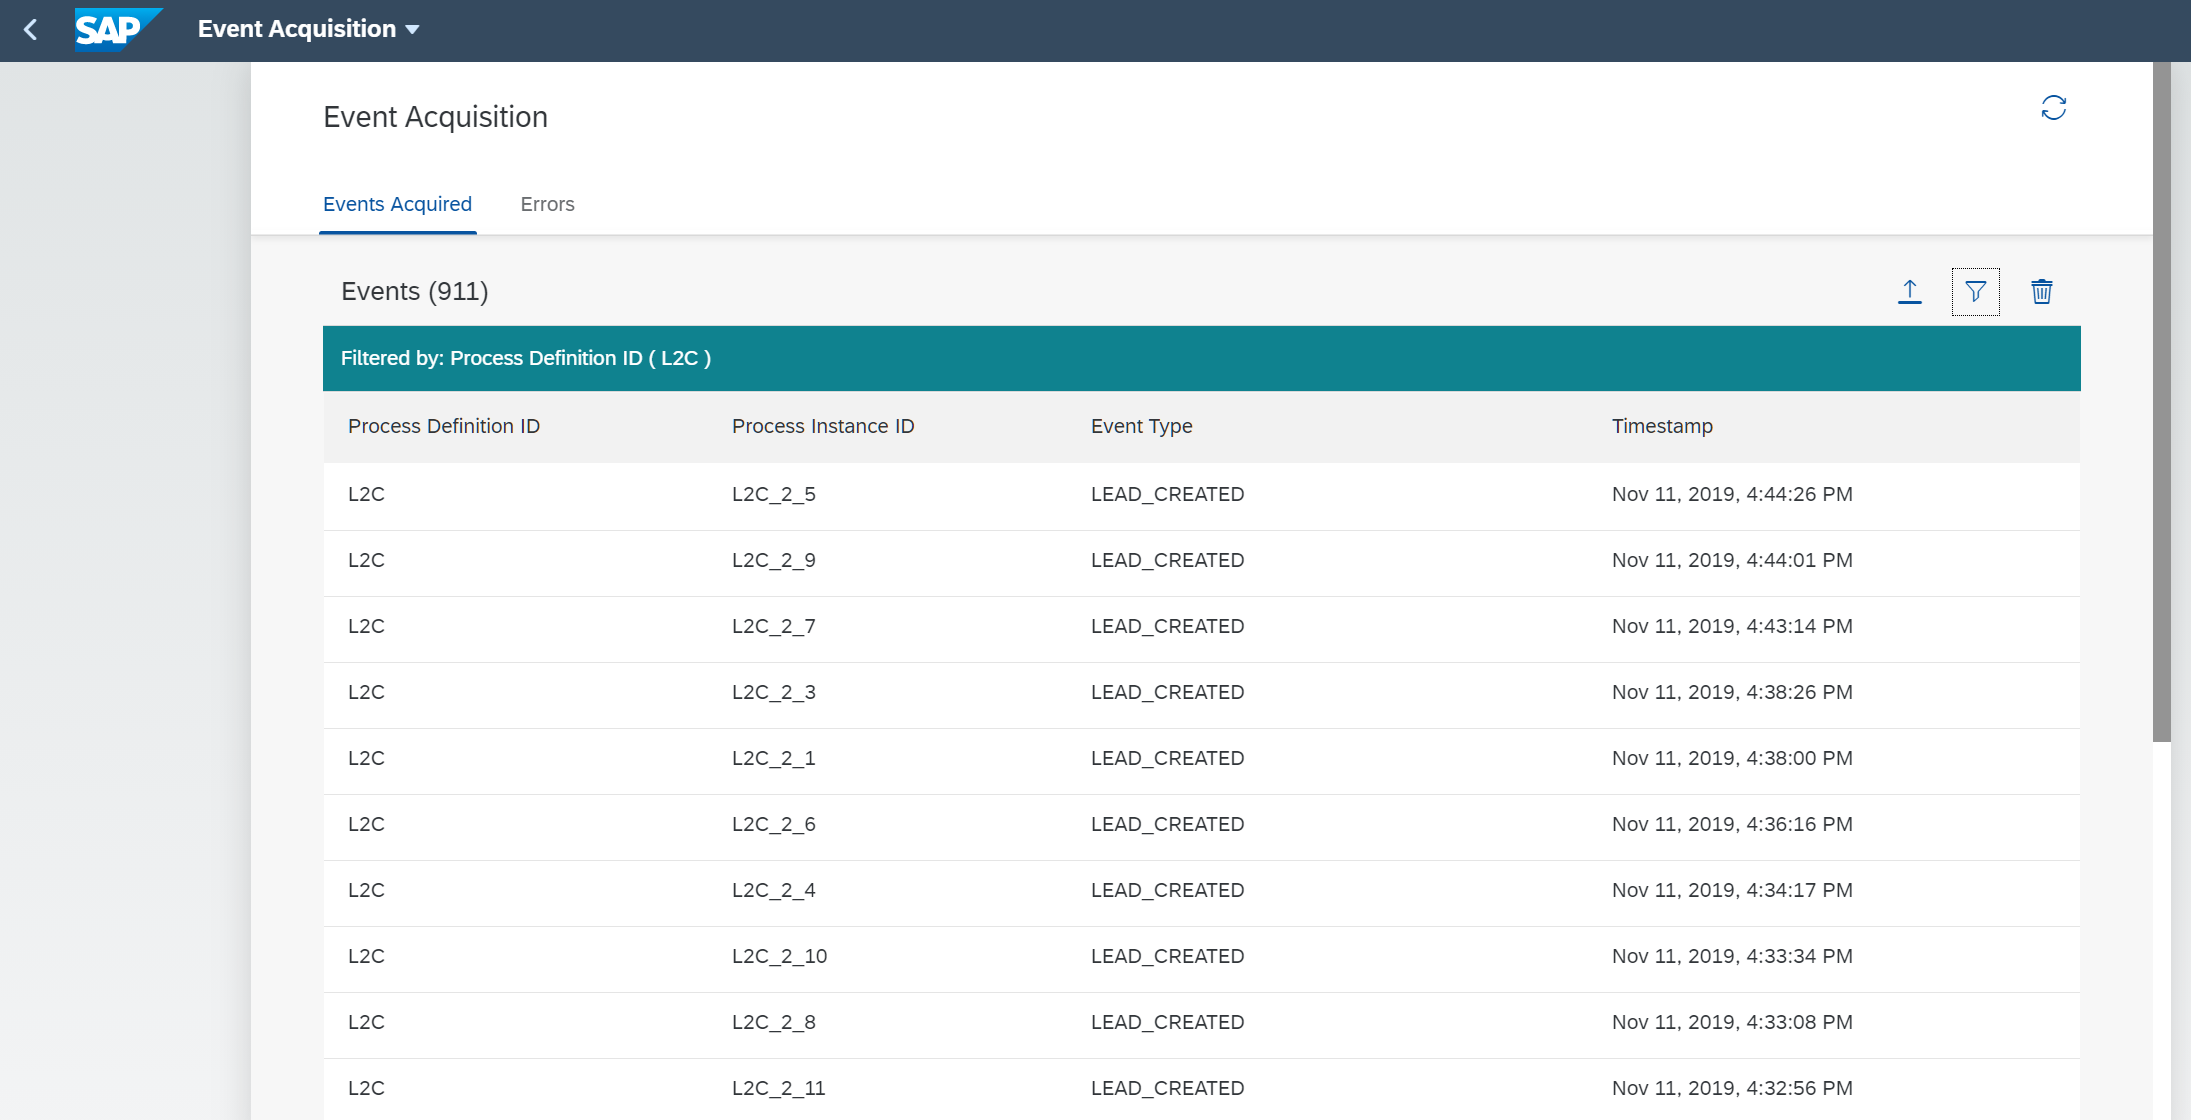 SAP Event Acquisition
Event Acquisition
Events Acquired Errors
Events (911)
Filtered by: Process Definition ID ( L2C )
Process Definition ID Process Instance ID Event Type Timestamp
L2C L2C_2_5 LEAD_CREATED Nov 11, 2019, 4:44:26 PM
L2C L2C_2_9 LEAD_CREATED Nov 11, 2019, 4:44:01 PM
L2C L2C_2_7 LEAD_CREATED Nov 11, 2019, 4:43:14 PM
L2C L2C_2_3 LEAD_CREATED Nov 11, 2019, 4:38:26 PM
L2C L2C_2_1 LEAD_CREATED Nov 11, 2019, 4:38:00 PM
L2C L2C_2_6 LEAD_CREATED Nov 11, 2019, 4:36:16 PM
L2C L2C_2_4 LEAD_CREATED Nov 11, 2019, 4:34:17 PM
L2C L2C_2_10 LEAD_CREATED Nov 11, 2019, 4:33:34 PM
L2C L2C_2_8 LEAD_CREATED Nov 11, 2019, 4:33:08 PM
L2C L2C_2_11 LEAD_CREATED Nov 11, 2019, 4:32:56 PM